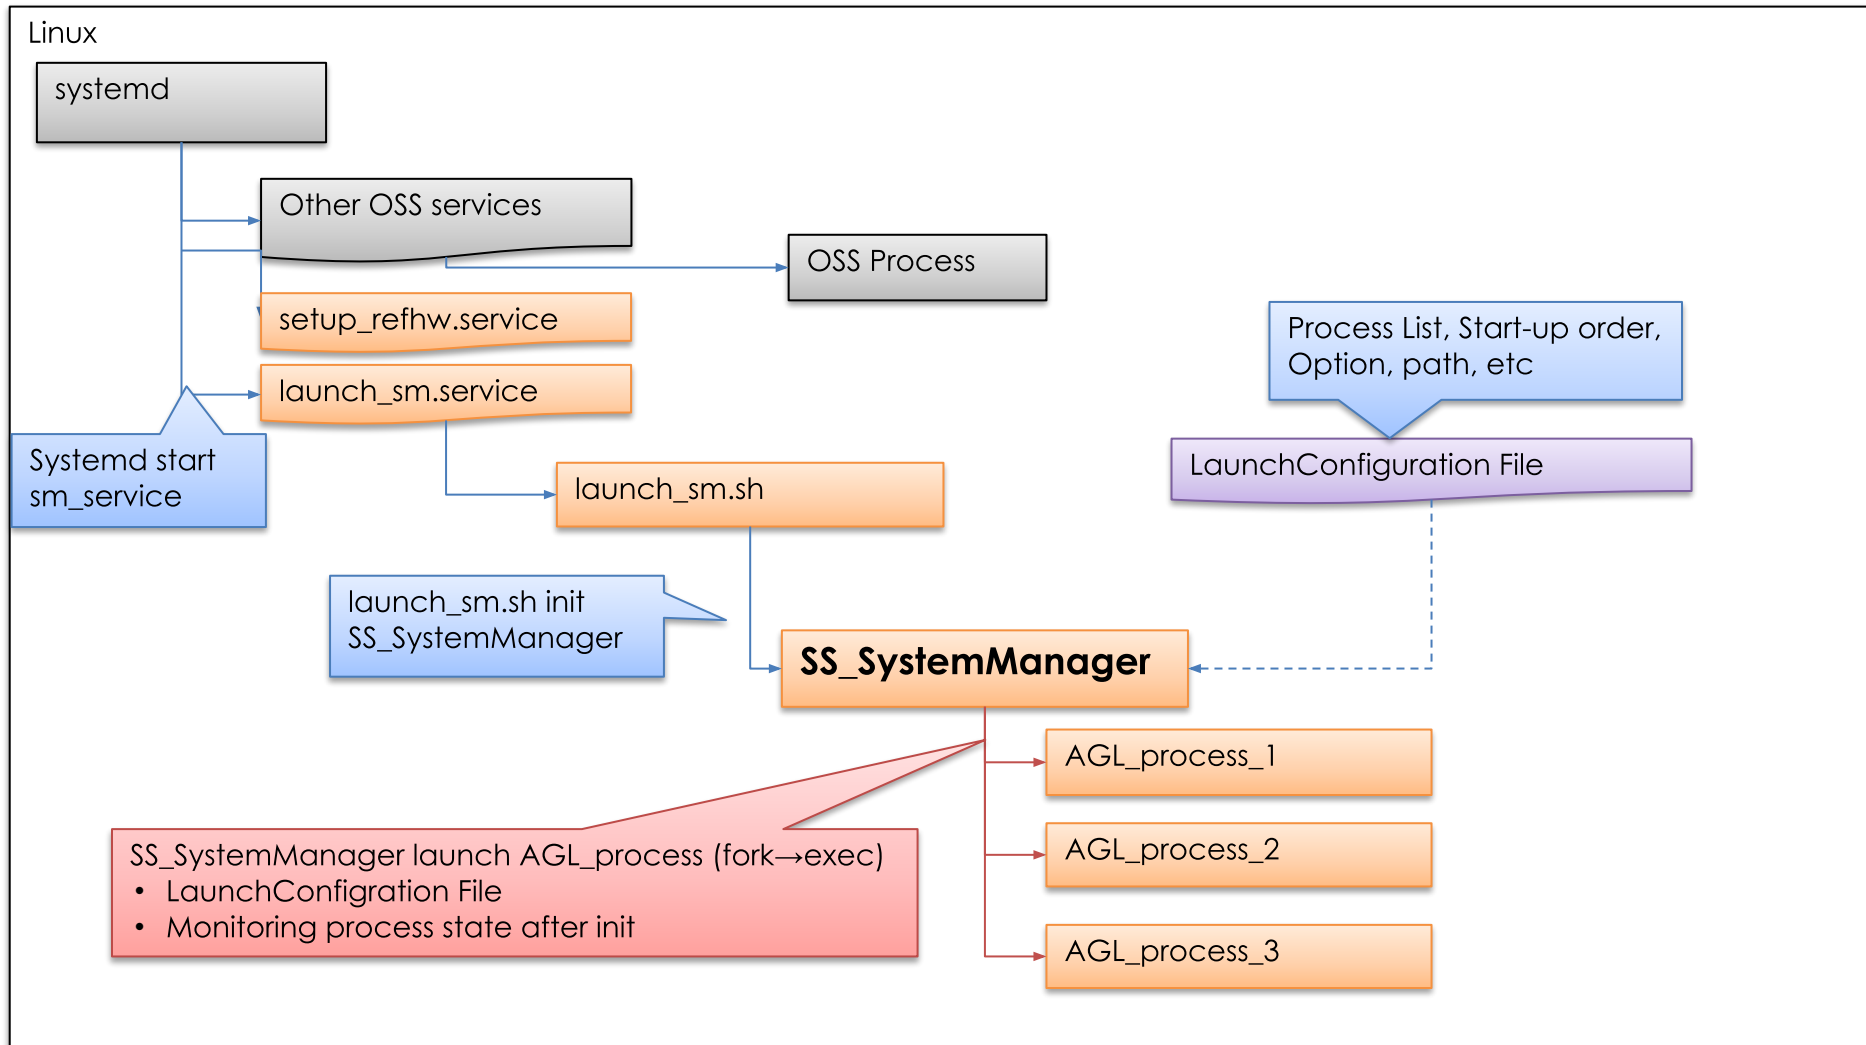 Linux
systemd
Other OSS services
OSS Process
setup_refhw.service
Process List, Start-up order,
Option, path, etc
launch_sm.service
Systemd start
sm_service
LaunchConfiguration File
launch_sm.sh
launch_sm.sh init
SS_SystemManager
SS_SystemManager
AGL_process_1
SS_SystemManager launch AGL_process (fork→exec)
• LaunchConfigration File
• Monitoring process state after init
AGL_process_2
AGL_process_3